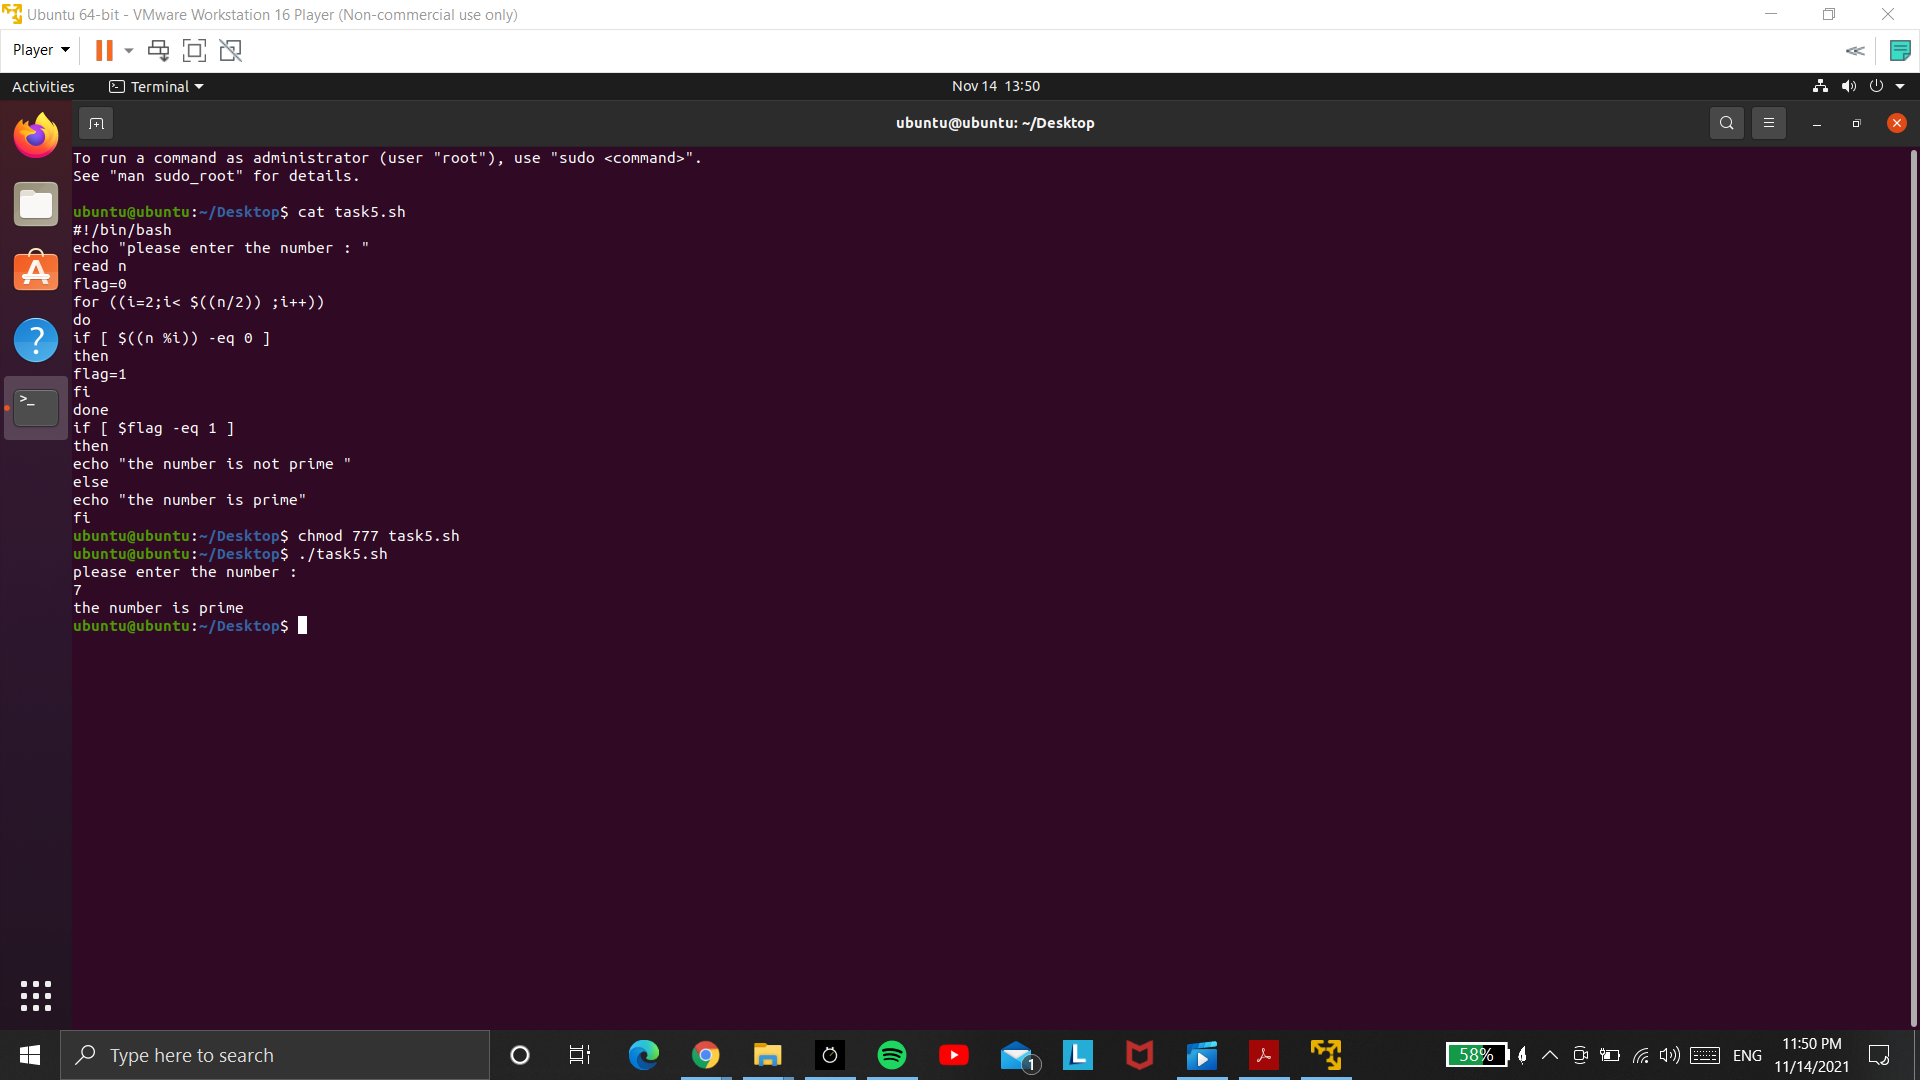 Ubuntu 64-bit - VMware Workstation 16 Player (Non-commercial use only)
Player
Activities
Terminal
Nov 14 13:50
ubuntu@ubuntu: ~/Desktop
To run a command as administrator (user "root"), use "sudo <command>".
See "man sudo_root" for details.
ubuntu@ubuntu:~/Desktop$ cat task5.sh
#!/bin/bash
echo "please enter the number : "
read n
flag=0
for ((i=2;i< $((n/2)) ;i++))
do
if [ $((n %i)) -eq 0 ]
then
flag=1
fi
done
if [ $flag -eq 1 ]
then
echo "the number is not prime "
else
echo "the number is prime"
fi
ubuntu@ubuntu:~/Desktop$ chmod 777 task5.sh
ubuntu@ubuntu:~/Desktop$ ./task5.sh
please enter the number :
7
the number is prime
ubuntu@ubuntu:~/Desktop$
Type here to search
1
L
58%
ENG
11:50 PM
11/14/2021